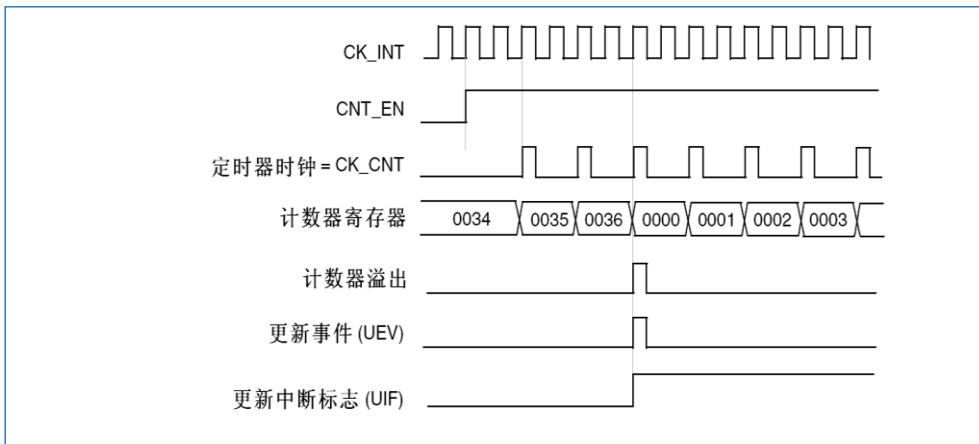 CK_INT
CNT_EN
定时器时钟 = CK_CNT
计数器寄存器 0034 0035 0036 0000 0001 0002 0003
计数器溢出
更新事件 (UEV)
更新中断标志 (UIF)